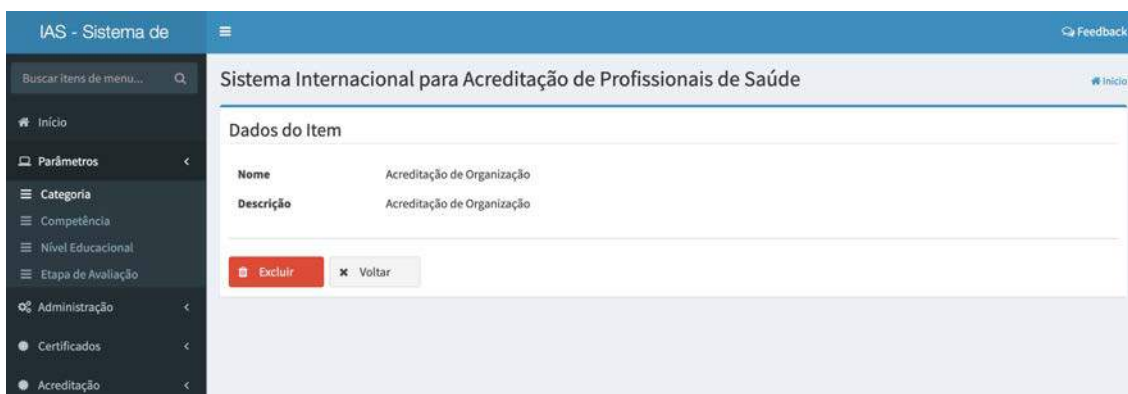 IAS - Sistema de
Feedback
Buscar itens de menu...
Sistema Internacional para Acreditação de Profissionais de Saúde
Início
Início
Dados do Item
Parâmetros
Nome Acreditação de Organização
Categoria
Descrição Acreditação de Organização
Competência
Nível Educacional
Etapa de Avaliação
Excluir Voltar
Administração
Certificados
Acreditação